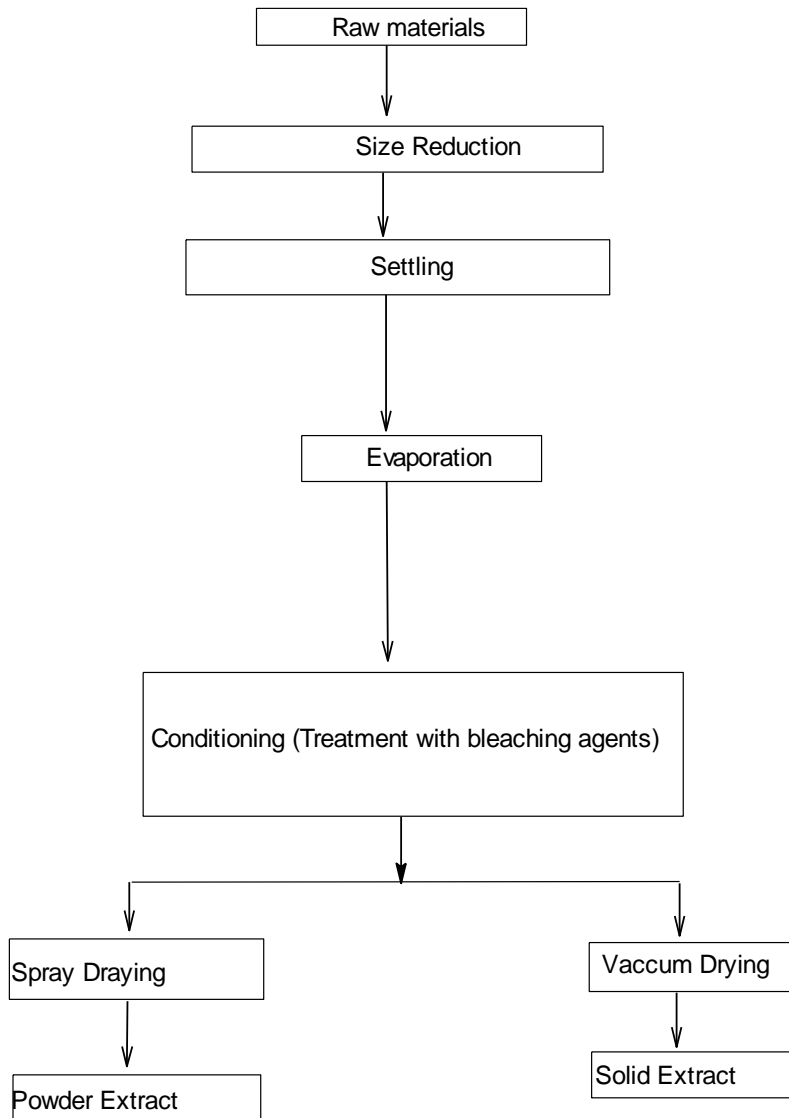 Raw materials
Size Reduction
Settling
Evaporation
Conditioning (Treatment with bleaching agents)
Spray Draying
Vaccum Drying
Powder Extract
Solid Extract